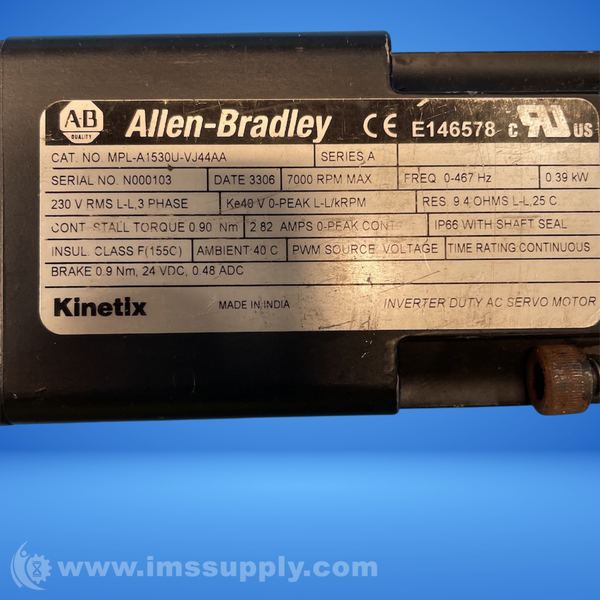 A-B QUALITY Allen-Bradley CE E146578 c RU US
CAT. NO. MPL-A1530U-VJ44AA SERIES A
SERIAL NO. N000103 DATE 3306 7000 RPM MAX FREQ. 0-467 Hz 0.39 kW
230 V RMS L-L,3 PHASE Ke40 V 0-PEAK L-L/kRPM RES. 9.4 OHMS L-L,25 C
CONT. STALL TORQUE 0.90 Nm 2.82 AMPS 0-PEAK CONT. IP66 WITH SHAFT SEAL
INSUL. CLASS F(155C) AMBIENT 40 C PWM SOURCE VOLTAGE TIME RATING CONTINUOUS
BRAKE 0.9 Nm, 24 VDC, 0.48 ADC
Kinetix MADE IN INDIA INVERTER DUTY AC SERVO MOTOR
www.imssupply.com